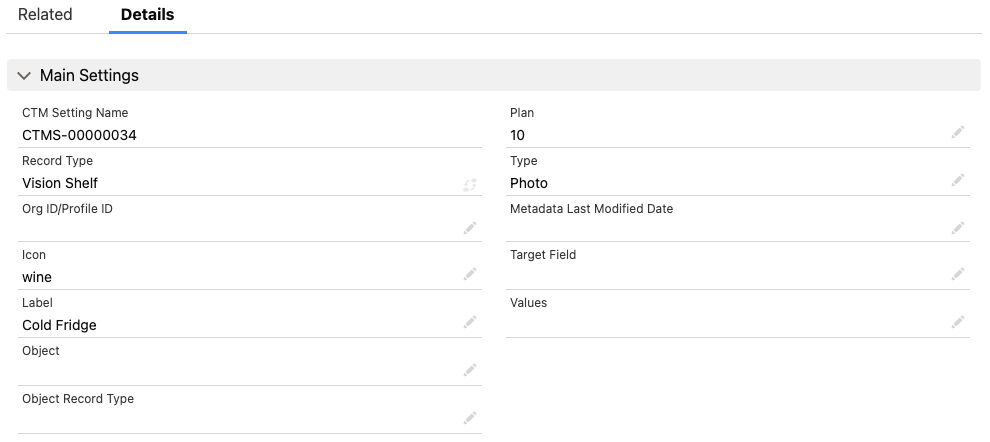 Related
Details
Main Settings
CTM Setting Name
CTMS-00000034
Plan
10
Record Type
Vision Shelf
Type
Photo
Org ID/Profile ID
Metadata Last Modified Date
Icon
wine
Target Field
Label
Cold Fridge
Values
Object
Object Record Type